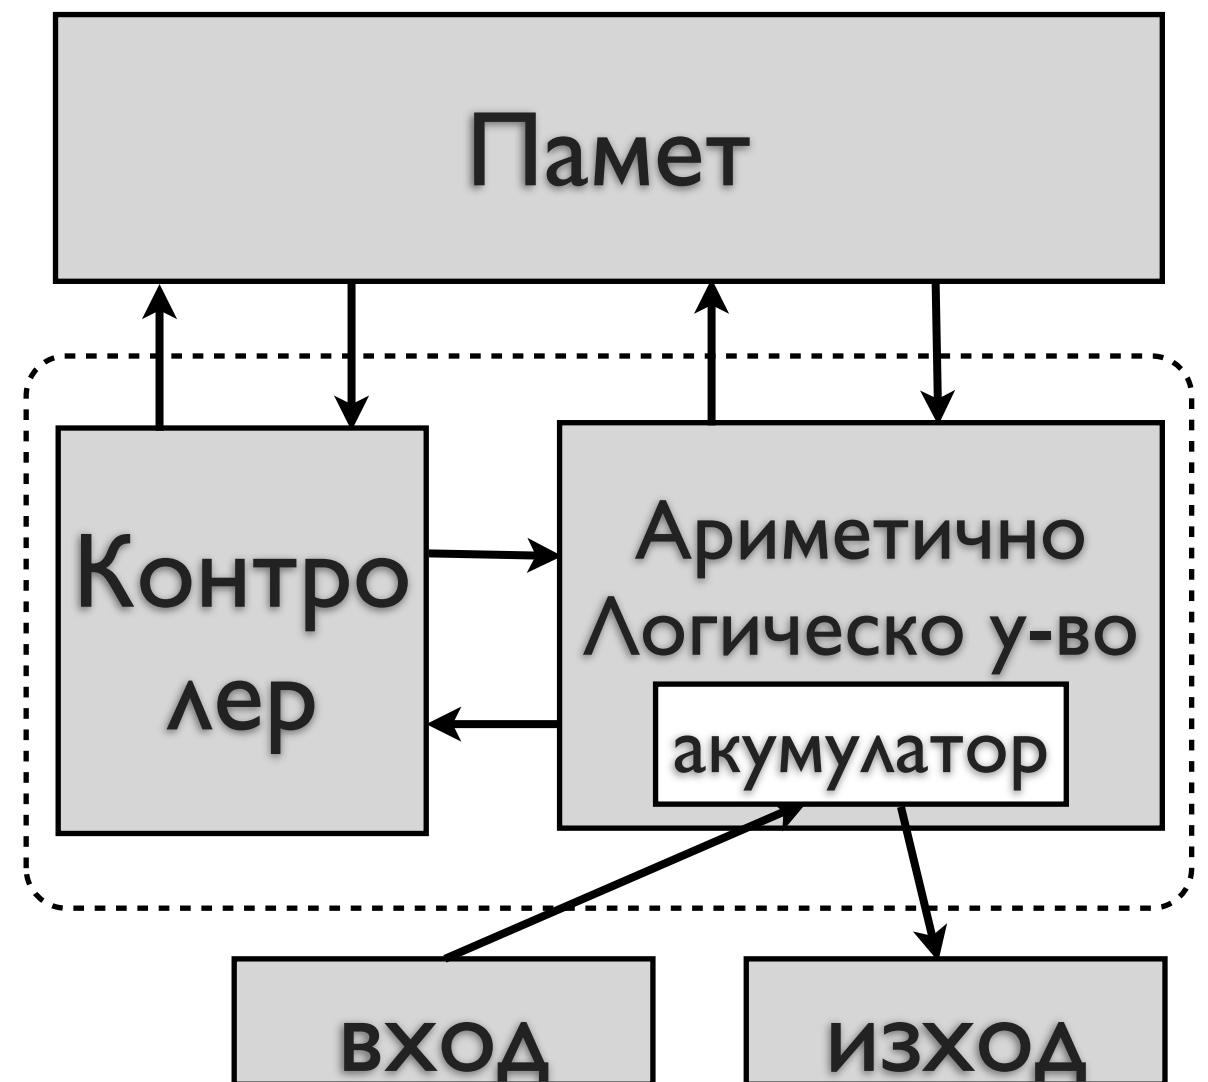 Памет
Контро
лер
Ариметично
Логическо у-во
акумулатор
вход
изход